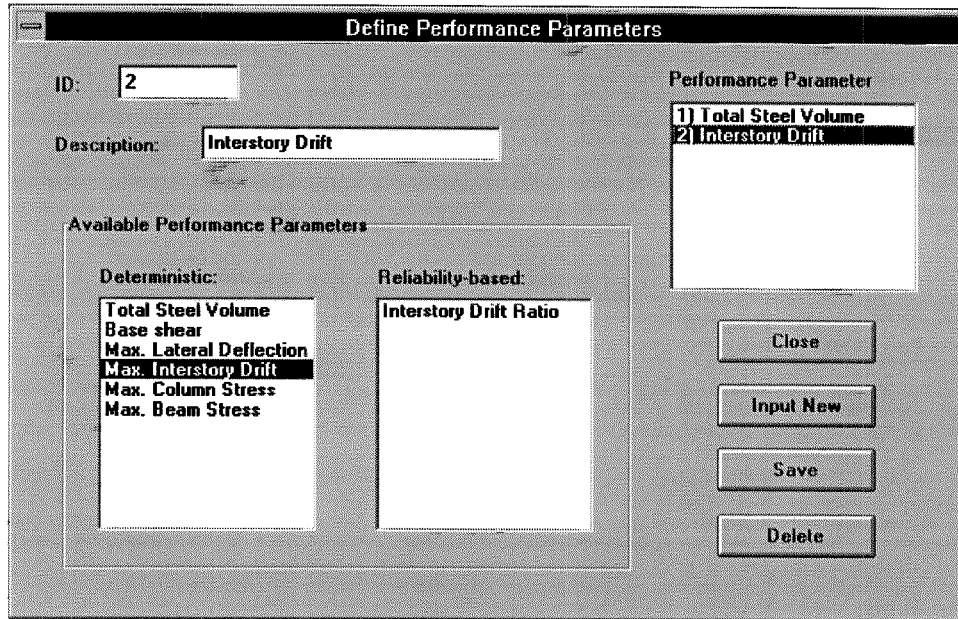 Define Performance Parameters
ID: 2
Description: Interstory Drift
Performance Parameter
1) Total Steel Volume
2) Interstory Drift
Available Performance Parameters
Deterministic:
Total Steel Volume
Base shear
Max. Lateral Deflection
Max. Interstory Drift
Max. Column Stress
Max. Beam Stress
Reliability-based:
Interstory Drift Ratio
Close
Input New
Save
Delete